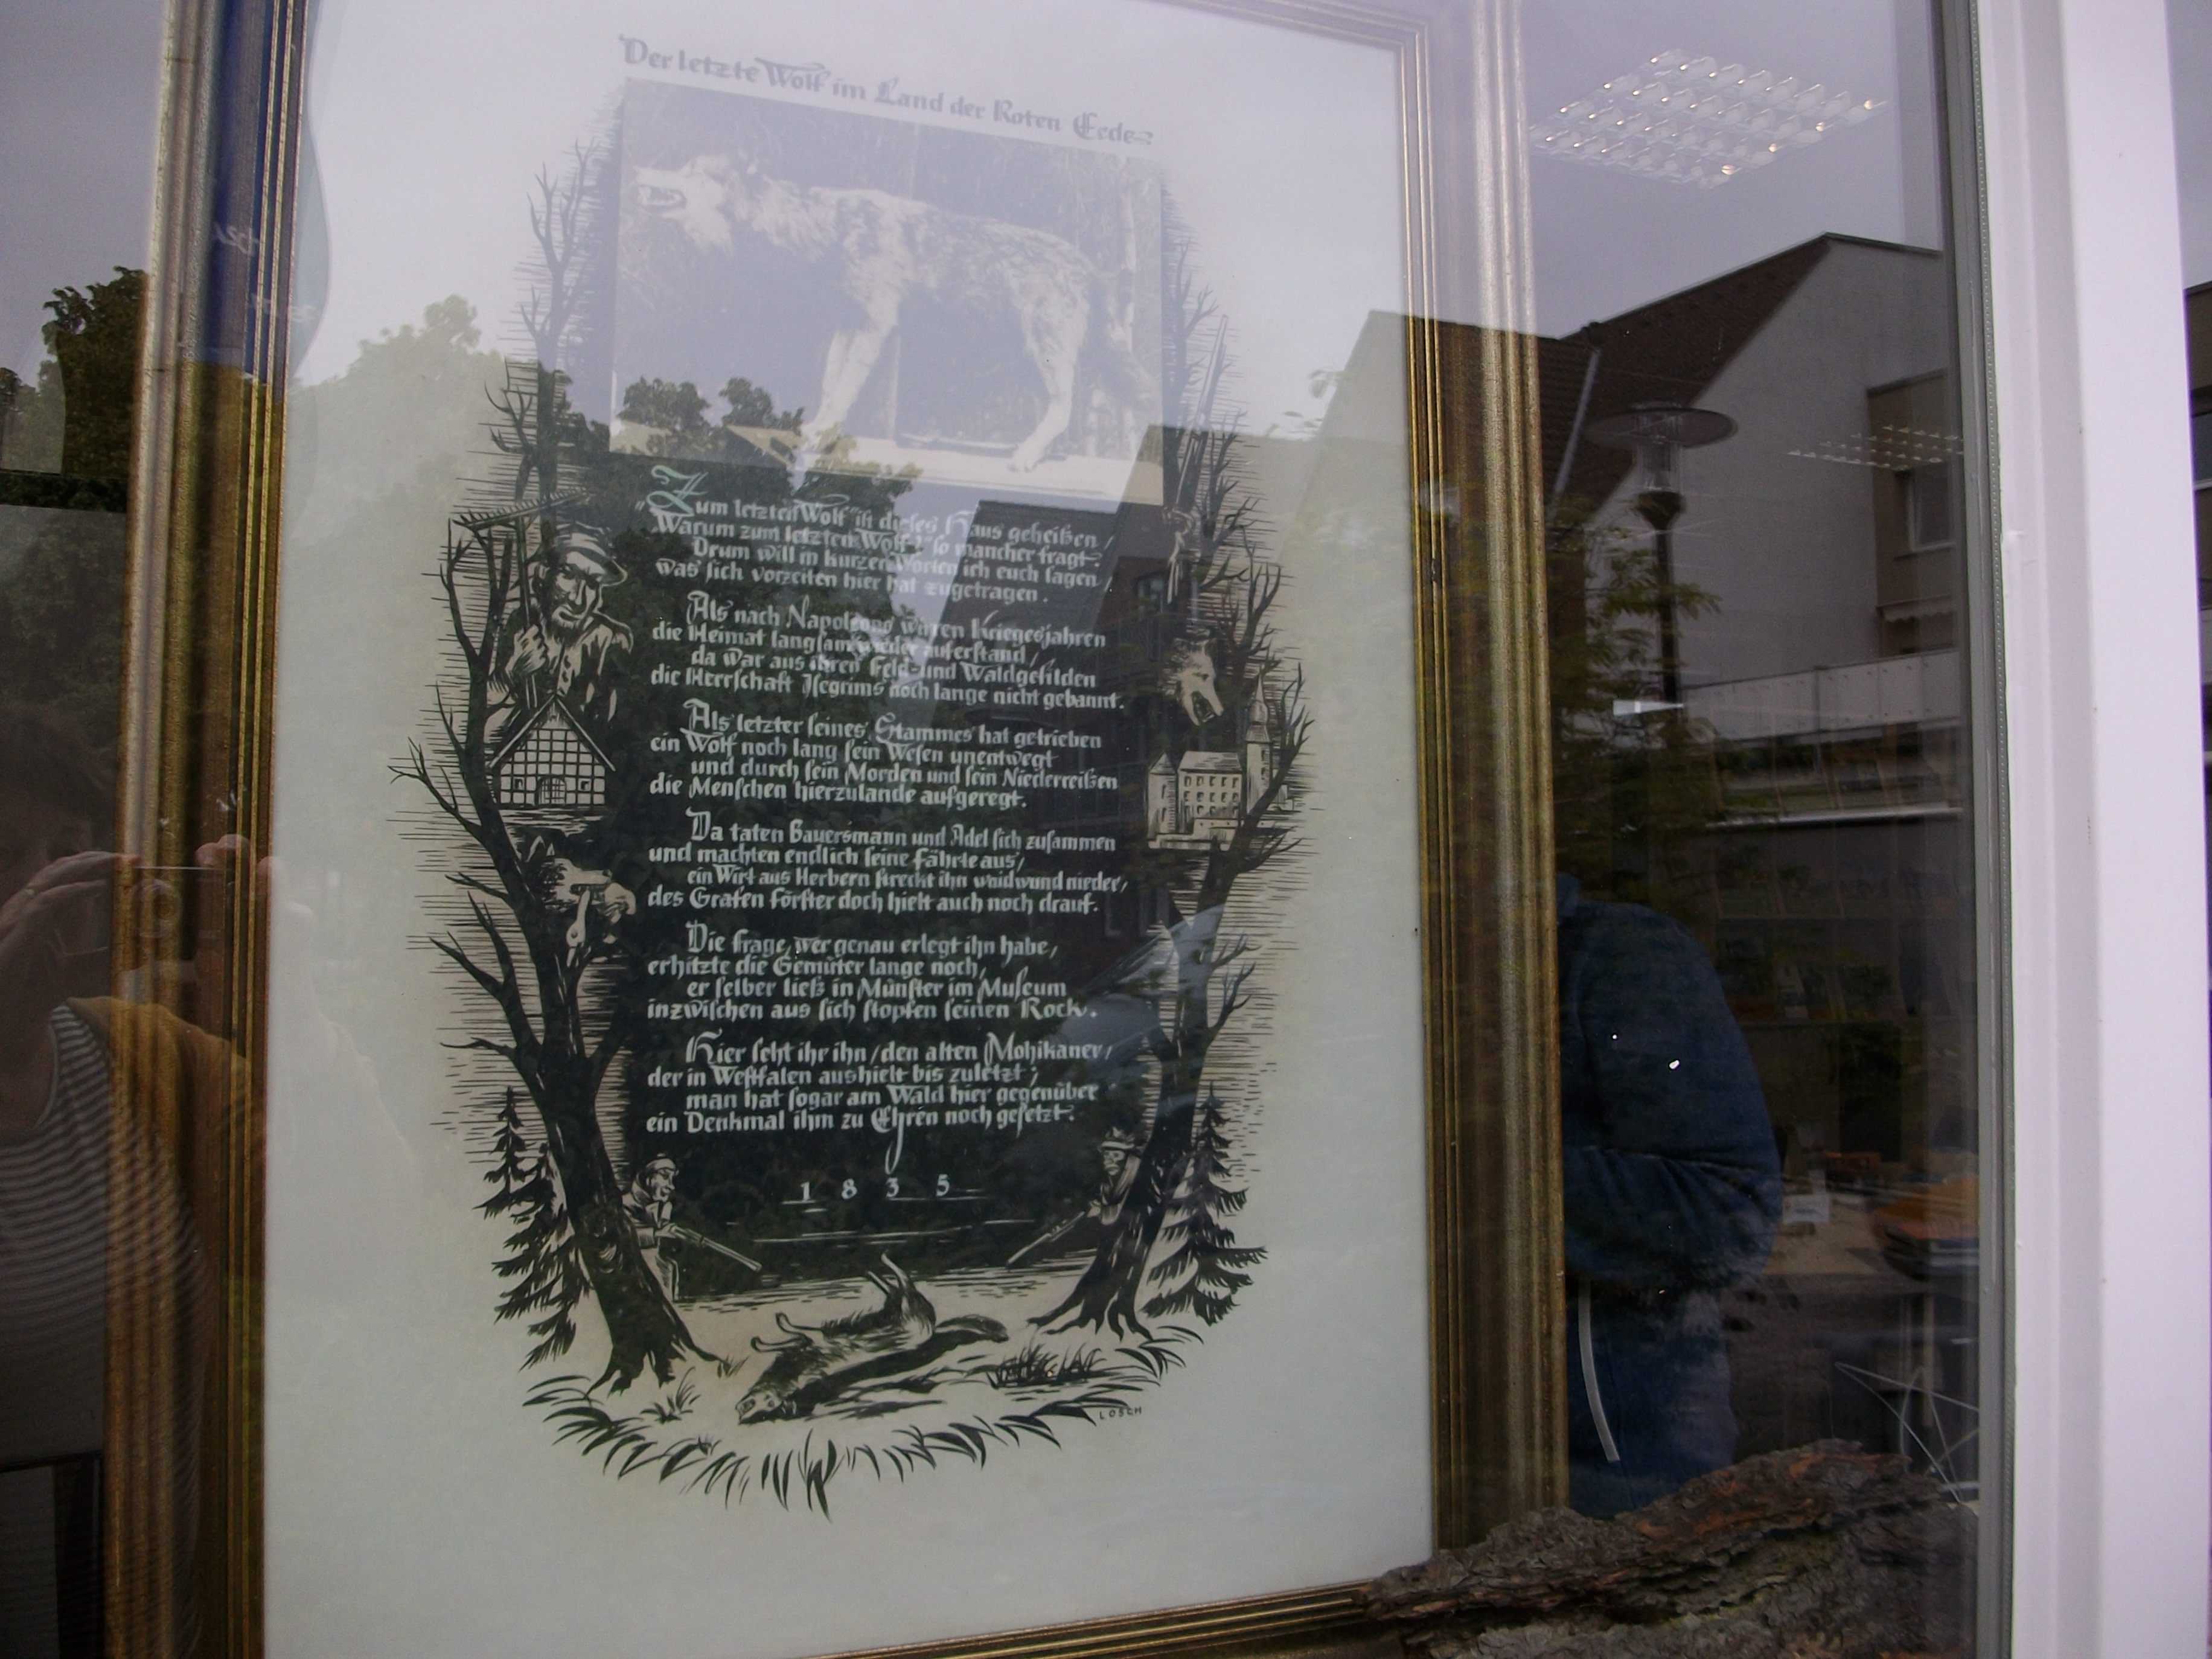 Der letzte Wolf im Land der Roten Erde
Zum letzten Wolf ist dieses Haus geheißen,
Warum zum letzten Wolf?" so mancher fragt.
Drum will in kurzen Worten ich euch sagen,
was sich vorzeiten hier hat zugetragen.
Als nach Napoleons wirren Kriegesjahren
die Heimat langsam wieder auferstand,
da war aus ihren Feld- und Waldgefilden
die Herrschaft Isegrims noch lange nicht gebannt.
Als letzter seines Stammes hat getrieben
ein Wolf noch lang sein Wesen unentwegt
und durch sein Morden und sein Niederreißen
die Menschen hierzulande aufgeregt.
Da taten Bauersmann und Adel sich zusammen
und machten endlich seine Fährte aus,
ein Wirt aus Herbern streckt ihn waidwund nieder,
des Grafen Förster doch hielt auch noch drauf.
Die Frage, wer genau erlegt ihn habe,
erhitzte die Gemüter lange noch,
er selber ließ in Münster im Museum
inzwischen aus sich stopfen seinen Rock.
Hier seht ihr ihn, den alten Mohikaner,
der in Westfalen aushielt bis zuletzt;
man hat sogar am Wald hier gegenüber
ein Denkmal ihm zu Ehren noch gesetzt.
1835
LOSCH